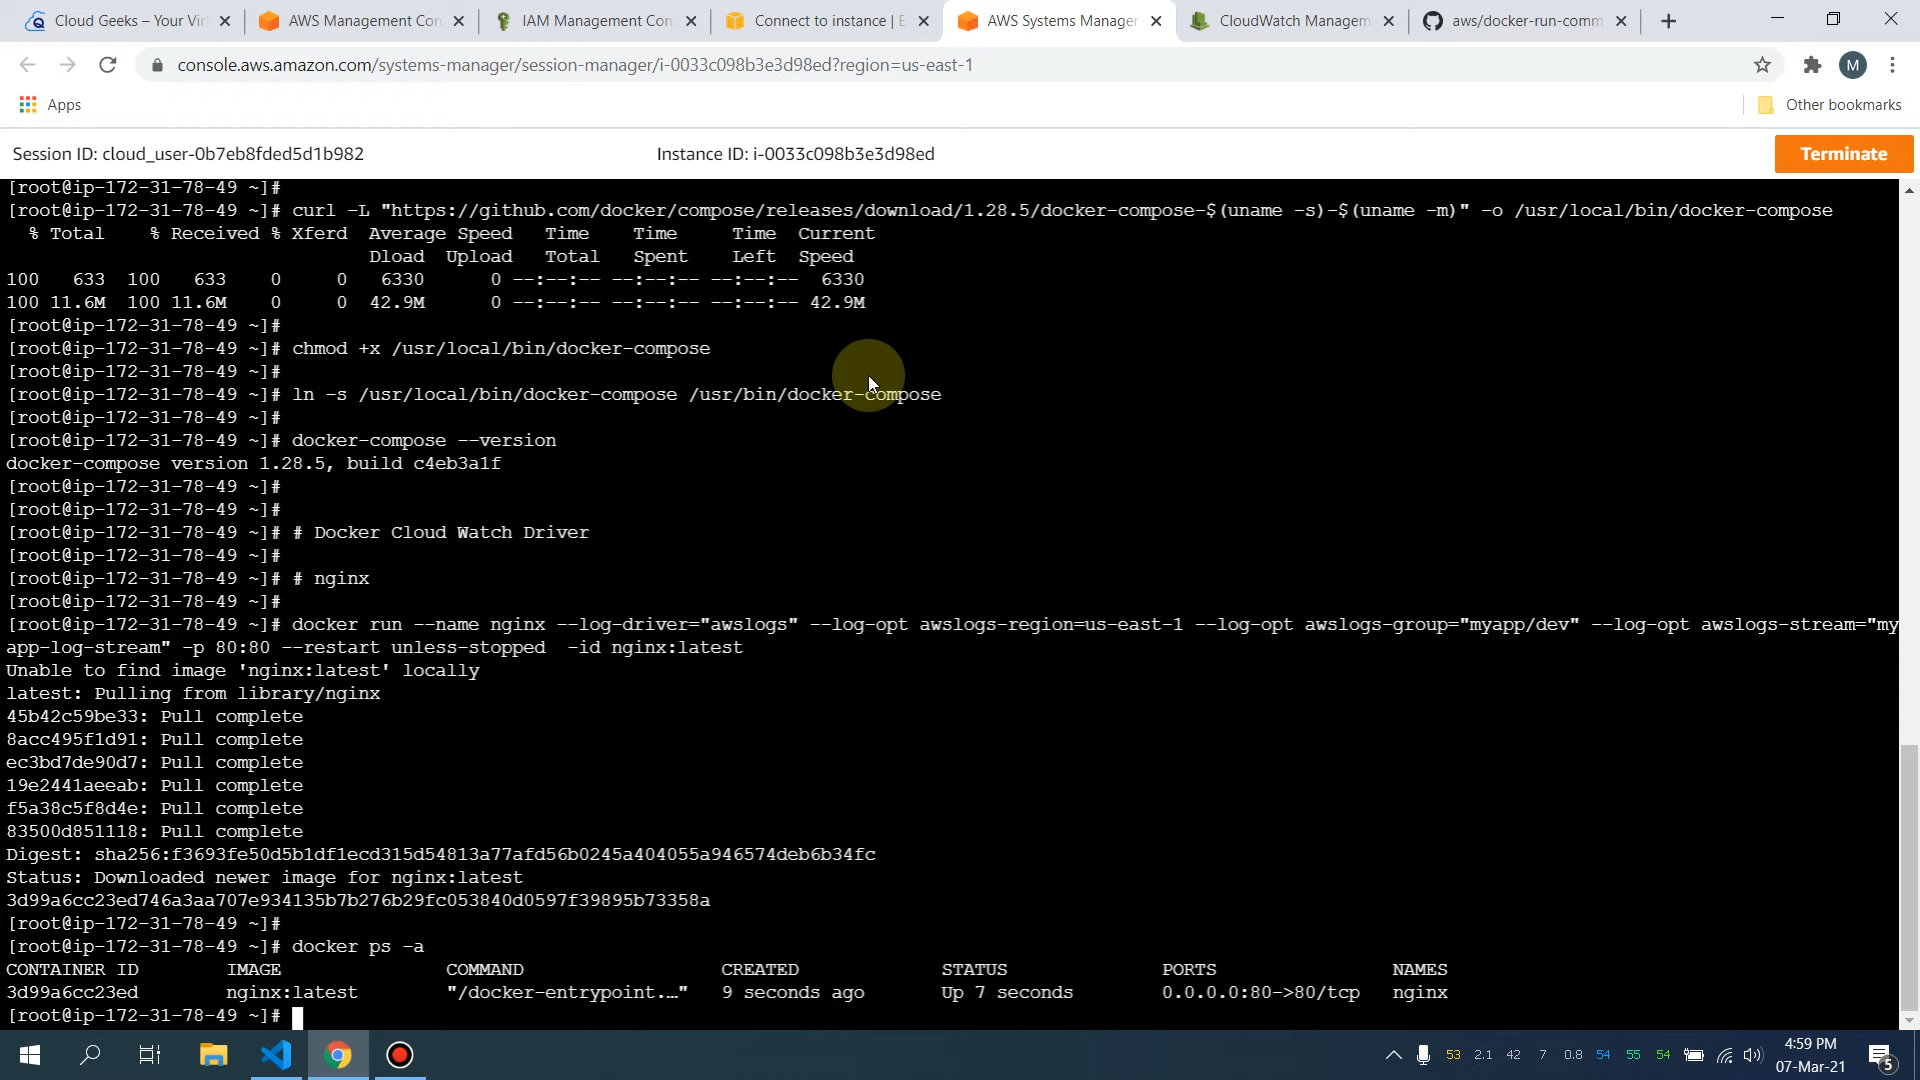 Cloud Geeks – Your Virt
AWS Management Con
IAM Management Con
Connect to instance | E
AWS Systems Manager
CloudWatch Managem
aws/docker-run-comm
console.aws.amazon.com/systems-manager/session-manager/i-0033c098b3e3d98ed?region=us-east-1
M
Apps
Other bookmarks
Session ID: cloud_user-0b7eb8fded5d1b982
Instance ID: i-0033c098b3e3d98ed
Terminate
[root@ip-172-31-78-49 ~]#
[root@ip-172-31-78-49 ~]# curl -L "https://github.com/docker/compose/releases/download/1.28.5/docker-compose-$(uname -s)-$(uname -m)" -o /usr/local/bin/docker-compose
% Total % Received % Xferd Average Speed Time Time Time Current
Dload Upload Total Spent Left Speed
100 633 100 633 0 0 6330 0 --:--:-- --:--:-- --:--:-- 6330
100 11.6M 100 11.6M 0 0 42.9M 0 --:--:-- --:--:-- --:--:-- 42.9M
[root@ip-172-31-78-49 ~]#
[root@ip-172-31-78-49 ~]# chmod +x /usr/local/bin/docker-compose
[root@ip-172-31-78-49 ~]#
[root@ip-172-31-78-49 ~]# ln -s /usr/local/bin/docker-compose /usr/bin/docker-compose
[root@ip-172-31-78-49 ~]#
[root@ip-172-31-78-49 ~]# docker-compose --version
docker-compose version 1.28.5, build c4eb3a1f
[root@ip-172-31-78-49 ~]#
[root@ip-172-31-78-49 ~]#
[root@ip-172-31-78-49 ~]# # Docker Cloud Watch Driver
[root@ip-172-31-78-49 ~]#
[root@ip-172-31-78-49 ~]# # nginx
[root@ip-172-31-78-49 ~]#
[root@ip-172-31-78-49 ~]# docker run --name nginx --log-driver="awslogs" --log-opt awslogs-region=us-east-1 --log-opt awslogs-group="myapp/dev" --log-opt awslogs-stream="my
app-log-stream" -p 80:80 --restart unless-stopped -id nginx:latest
Unable to find image 'nginx:latest' locally
latest: Pulling from library/nginx
45b42c59be33: Pull complete
8acc495f1d91: Pull complete
ec3bd7de90d7: Pull complete
19e2441aeeab: Pull complete
f5a38c5f8d4e: Pull complete
83500d851118: Pull complete
Digest: sha256:f3693fe50d5b1df1ecd315d54813a77afd56b0245a404055a946574deb6b34fc
Status: Downloaded newer image for nginx:latest
3d99a6cc23ed746a3aa707e934135b7b276b29fc053840d0597f39895b73358a
[root@ip-172-31-78-49 ~]#
[root@ip-172-31-78-49 ~]# docker ps -a
CONTAINER ID IMAGE COMMAND CREATED STATUS PORTS NAMES
3d99a6cc23ed nginx:latest "/docker-entrypoint.…" 9 seconds ago Up 7 seconds 0.0.0.0:80->80/tcp nginx
[root@ip-172-31-78-49 ~]#
53 2.1 42 7 0.8 54 55 54
4:59 PM
07-Mar-21
5